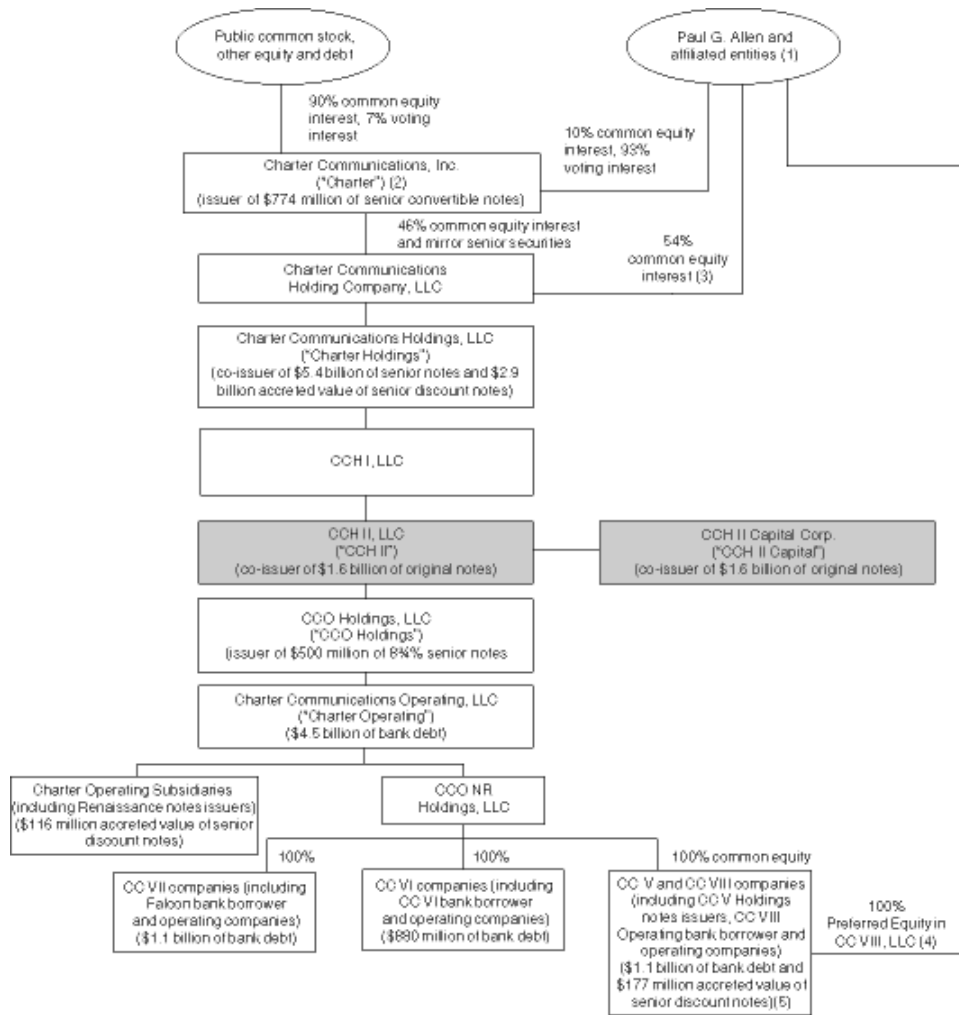 Public common stock,
other equity and debt
Paul G. Allen and
affiliated entities (1)
90% common equity
interest, 7% voting
interest
10% common equity
interest, 93%
voting interest
Charter Communications, Inc.
("Charter") (2)
(issuer of $774 million of senior convertible notes)
46% common equity interest
and mirror senior securities
54%
common equity
interest (3)
Charter Communications
Holding Company, LLC
Charter Communications Holdings, LLC
("Charter Holdings")
(co-issuer of $5.4 billion of senior notes and $2.9
billion accreted value of senior discount notes)
CCH I, LLC
CCH II, LLC
("CCH II")
(co-issuer of $1.6 billion of original notes)
CCH II Capital Corp.
("CCH II Capital")
(co-issuer of $1.6 billion of original notes)
CCO Holdings, LLC
("CCO Holdings")
(issuer of $500 million of 8¾% senior notes
Charter Communications Operating, LLC
("Charter Operating")
($4.5 billion of bank debt)
Charter Operating Subsidiaries
(including Renaissance notes issuers)
($116 million accreted value of senior
discount notes)
CCO NR
Holdings, LLC
100%
100%
100% common equity
CC VII companies (including
Falcon bank borrower
and operating companies)
($1.1 billion of bank debt)
CC VI companies (including
CC VI bank borrower
and operating companies)
($880 million of bank debt)
CC V and CC VIII companies
(including CC V Holdings
notes issuers, CC VIII
Operating bank borrower and
operating companies)
($1.1 billion of bank debt and
$177 million accreted value of
senior discount notes)(5)
100%
Preferred Equity in
CC VIII, LLC (4)